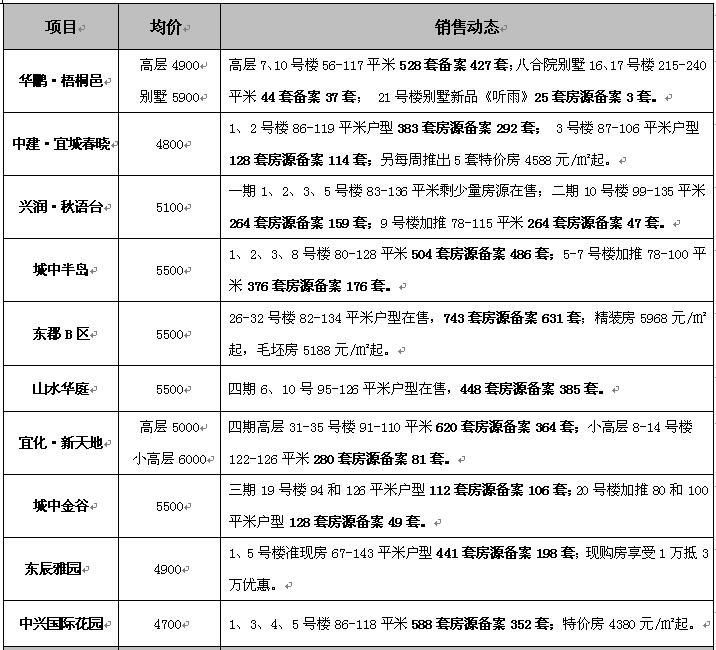 项目 均价 销售动态
华鹏·梧桐邑
高层 4900
别墅 5900
高层 7、10 号楼 56-117 平米 528 套备案 427 套；八合院别墅 16、17 号楼 215-240
平米 44 套备案 37 套； 21 号楼别墅新品《听雨》25 套房源备案 3 套。
中建·宜城春晓
4800
1、2 号楼 86-119 平米户型 383 套房源备案 292 套； 3 号楼 87-106 平米户型
128 套房源备案 114 套；另每周推出 5 套特价房 4588 元/㎡起。
兴润·秋语台
5100
一期 1、2、3、5 号楼 83-136 平米剩少量房源在售；二期 10 号楼 99-135 平米
264 套房源备案 159 套；9 号楼加推 78-115 平米 264 套房源备案 47 套。
城中半岛
5500
1、2、3、8 号楼 80-128 平米 504 套房源备案 486 套；5-7 号楼加推 78-100 平
米 376 套房源备案 176 套。
东郡 B 区
5500
26-32 号楼 82-134 平米户型在售，743 套房源备案 631 套；精装房 5968 元/㎡
起，毛坯房 5188 元/㎡起。
山水华庭
5500
四期 6、10 号 95-126 平米户型在售，448 套房源备案 385 套。
宜化·新天地
高层 5000
小高层 6000
四期高层 31-35 号楼 91-110 平米 620 套房源备案 364 套；小高层 8-14 号楼
122-126 平米 280 套房源备案 81 套。
城中金谷
5500
三期 19 号楼 94 和 126 平米户型 112 套房源备案 106 套；20 号楼加推 80 和 100
平米户型 128 套房源备案 49 套。
东辰雅园
4900
1、5 号楼准现房 67-143 平米户型 441 套房源备案 198 套；现购房享受 1 万抵 3
万优惠。
中兴国际花园
4700
1、3、4、5 号楼 86-118 平米 588 套房源备案 352 套；特价房 4380 元/㎡起。